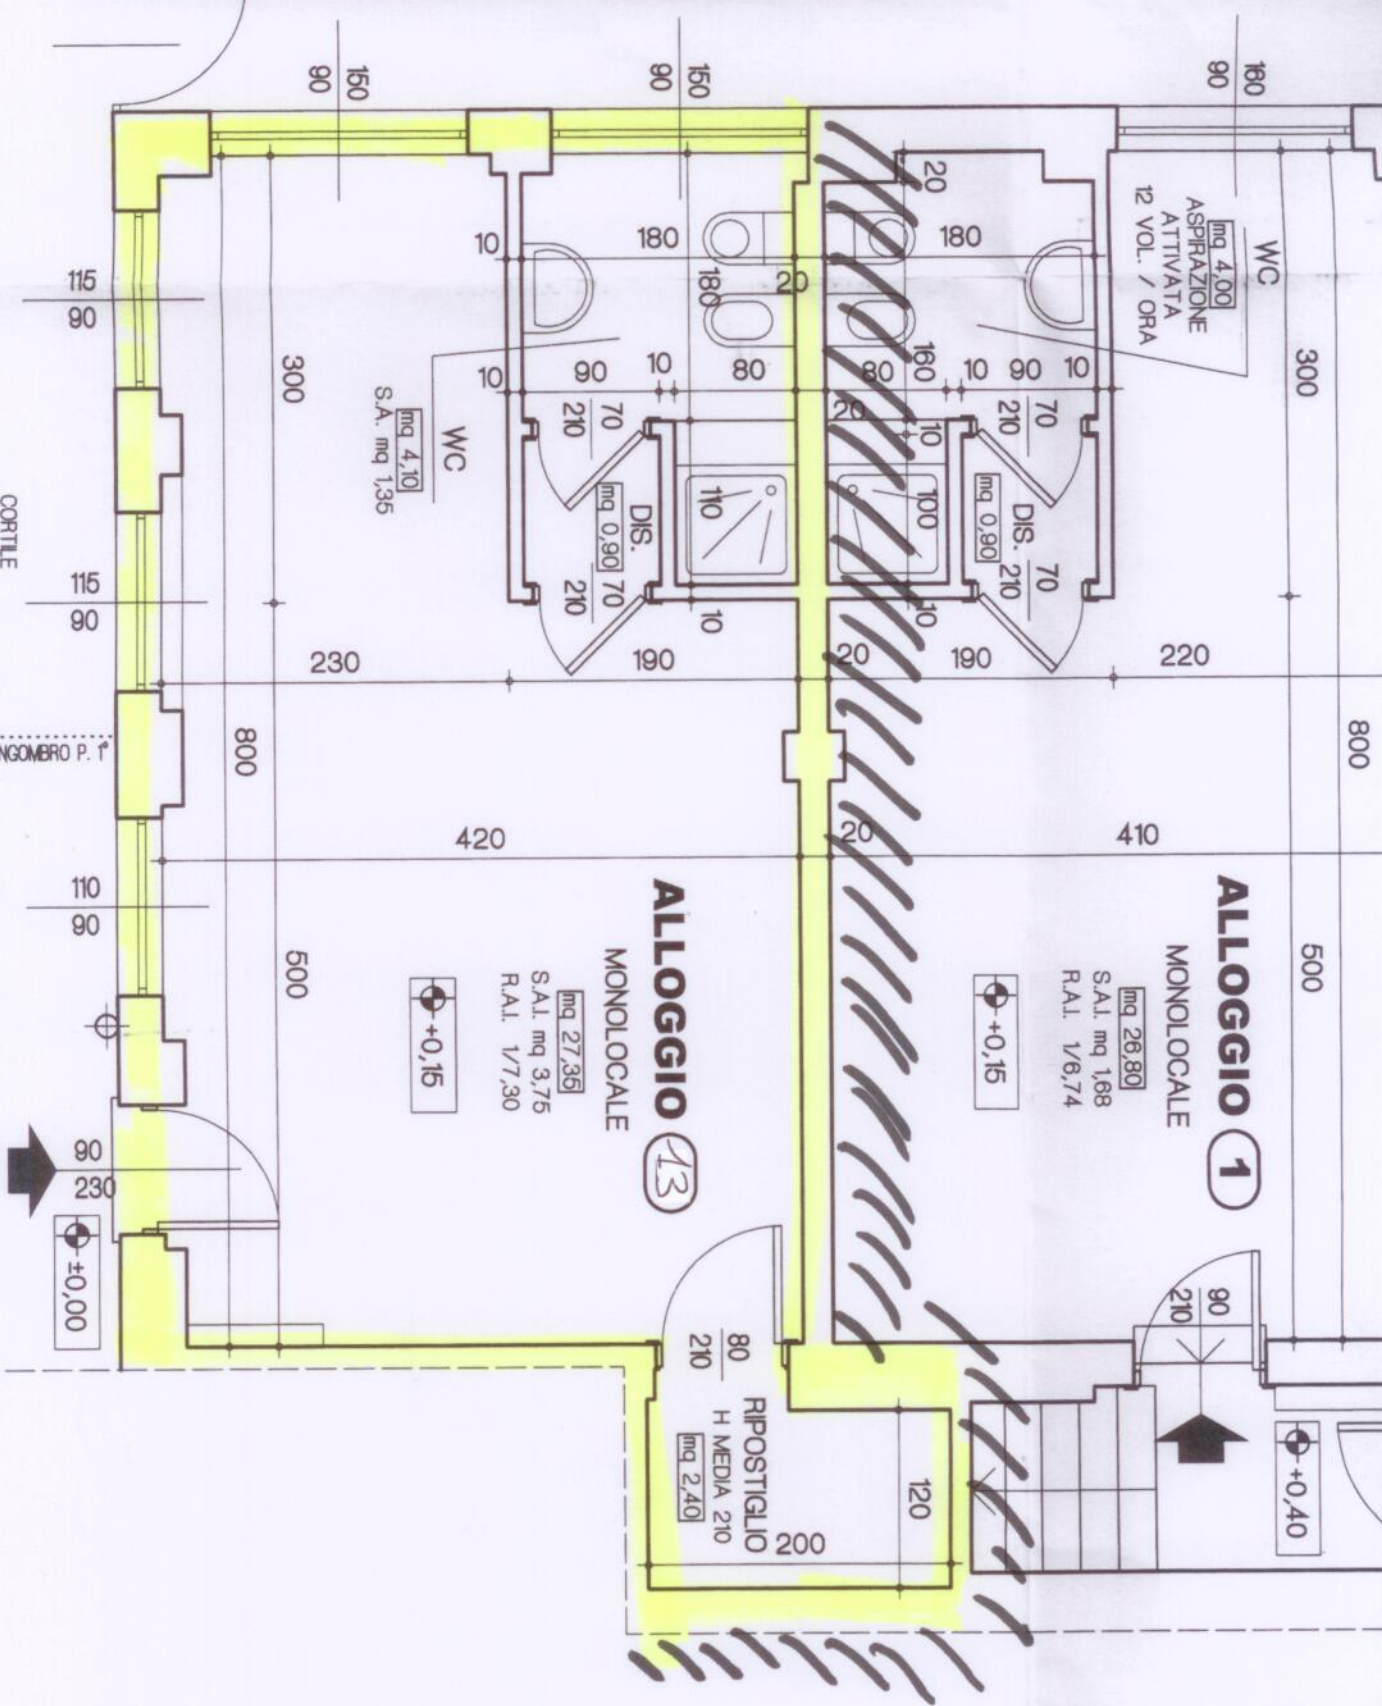 150
90
150
90
160
90
WC
mq 4,00
ASPIRAZIONE
ATTIVATA
12 VOL. ORA
20
10
180
180
20
180
115
90
300
10
90
10
80
80
160
10
90
10
300
70
210
20
10
70
210
WC
mq 4,10
S.A. mq 1,35
DIS.
mq 0,90
110
100
DIS.
mq 0,90
70
210
70
210
10
10
CORTILE
115
90
230
190
20
190
220
NGOMBRO P. 1°
800
800
420
20
410
110
90
ALLOGGIO 13
MONOLOCALE
mq 27,35
S.A.I. mq 3,75
R.A.I. 1/7,30
+0,15
500
ALLOGGIO 1
MONOLOCALE
mq 26,80
S.A.I. mq 1,68
R.A.I. 1/6,74
+0,15
500
90
230
±0,00
90
210
80
210
RIPOSTIGLIO
H MEDIA 210
mq 2,40
120
200
+0,40